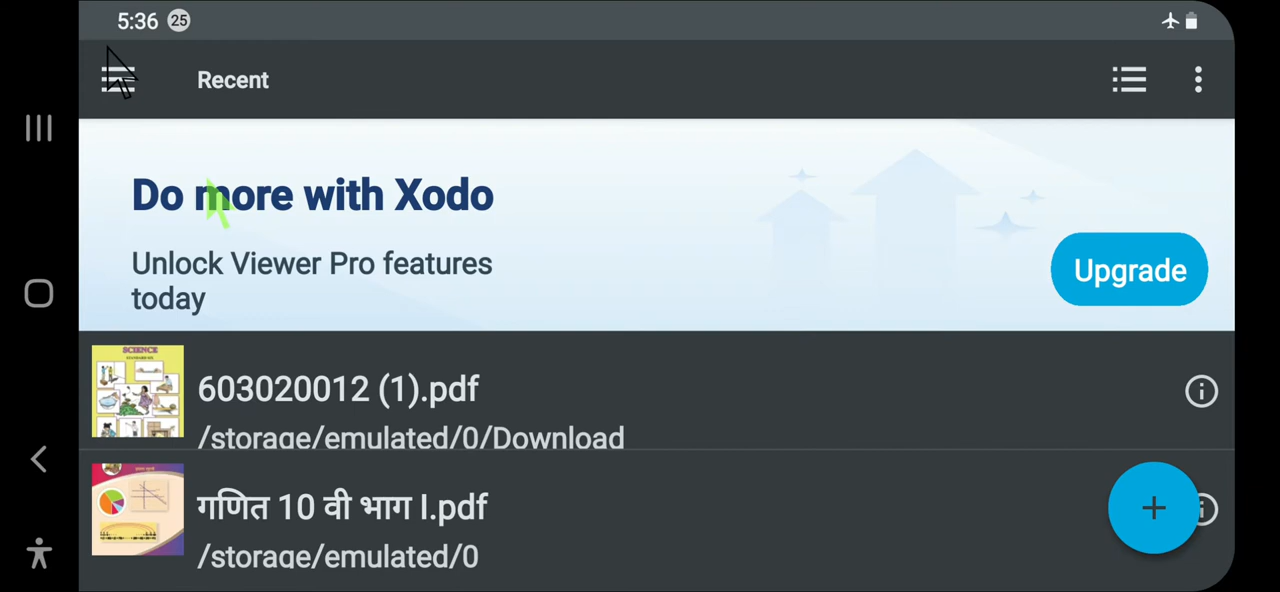 5:36 25
Recent
Do more with Xodo
Unlock Viewer Pro features
today
Upgrade
SCIENCE
603020012 (1).pdf
/storage/emulated/0/Download
गणित 10 वी भाग I.pdf
/storage/emulated/0